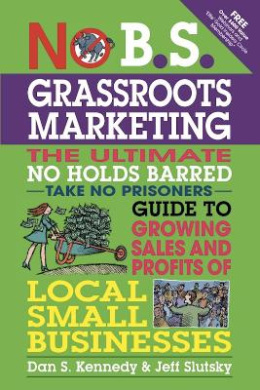 FREE
NO B.S.
GRASSROOTS
MARKETING
THE ULTIMATE
NO HOLDS BARRED
TAKE NO PRISONERS
GUIDE TO
GROWING
SALES AND
PROFITS OF
LOCAL
SMALL
BUSINESSES
Dan S. Kennedy & Jeff Slutsky